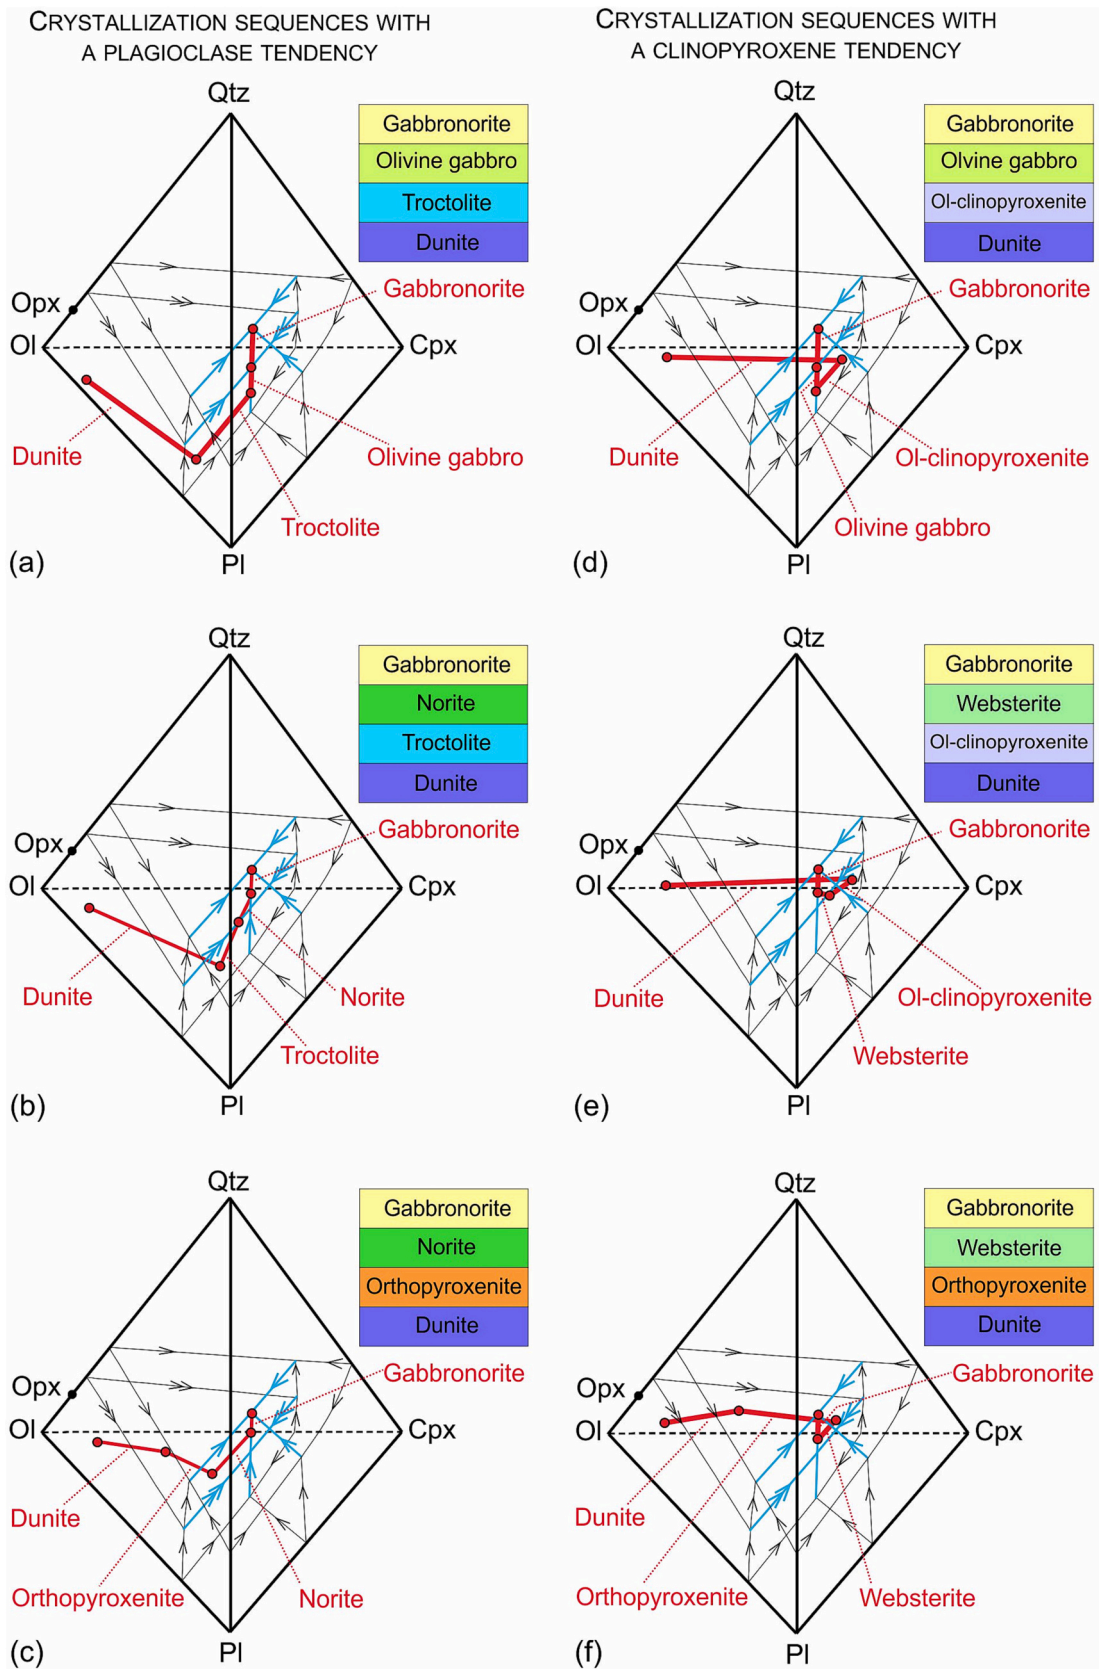 CRYSTALLIZATION SEQUENCES WITH
A PLAGIOCLASE TENDENCY
Qtz
Gabbronorite
Olivine gabbro
Troctolite
Dunite
Gabbronorite
Opx
Ol
Cpx
Dunite
Olivine gabbro
Troctolite
(a)
Pl
CRYSTALLIZATION SEQUENCES WITH
A CLINOPYROXENE TENDENCY
Qtz
Gabbronorite
Olvine gabbro
Ol-clinopyroxenite
Dunite
Gabbronorite
Opx
Ol
Cpx
Dunite
Ol-clinopyroxenite
Olivine gabbro
(d)
Pl
Qtz
Gabbronorite
Norite
Troctolite
Dunite
Gabbronorite
Opx
Ol
Cpx
Dunite
Norite
Troctolite
(b)
Pl
Qtz
Gabbronorite
Websterite
Ol-clinopyroxenite
Dunite
Gabbronorite
Opx
Ol
Cpx
Dunite
Ol-clinopyroxenite
Websterite
(e)
Pl
Qtz
Gabbronorite
Norite
Orthopyroxenite
Dunite
Gabbronorite
Opx
Ol
Cpx
Dunite
Orthopyroxenite
Norite
(c)
Pl
Qtz
Gabbronorite
Websterite
Orthopyroxenite
Dunite
Gabbronorite
Opx
Ol
Cpx
Dunite
Orthopyroxenite
Websterite
(f)
Pl